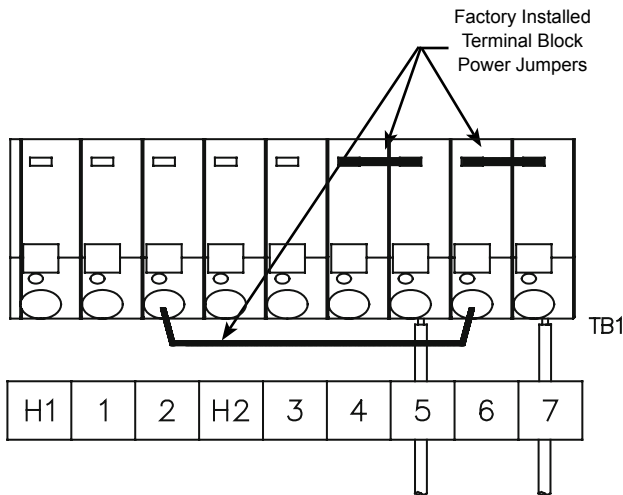 Factory Installed
Terminal Block
Power Jumpers
TB1
H1 1 2 H2 3 4 5 6 7